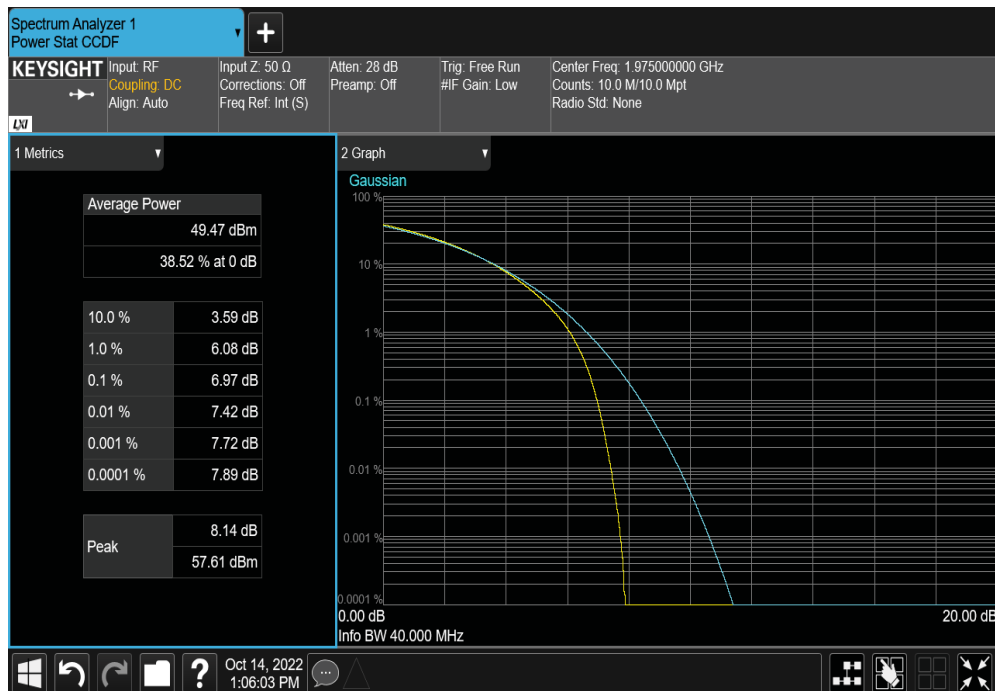 Spectrum Analyzer 1
Power Stat CCDF
+
KEYSIGHT
LXI
Input: RF
Coupling: DC
Align: Auto
Input Z: 50 Ω
Corrections: Off
Freq Ref: Int (S)
Atten: 28 dB
Preamp: Off
Trig: Free Run
#IF Gain: Low
Center Freq: 1.975000000 GHz
Counts: 10.0 M/10.0 Mpt
Radio Std: None
1 Metrics
Average Power
49.47 dBm
38.52 % at 0 dB
10.0 % 3.59 dB
1.0 % 6.08 dB
0.1 % 6.97 dB
0.01 % 7.42 dB
0.001 % 7.72 dB
0.0001 % 7.89 dB
Peak
8.14 dB
57.61 dBm
2 Graph
Gaussian
100 %
10 %
1 %
0.1 %
0.01 %
0.001 %
0.0001 %
0.00 dB 20.00 dB
Info BW 40.000 MHz
?
Oct 14, 2022
1:06:03 PM